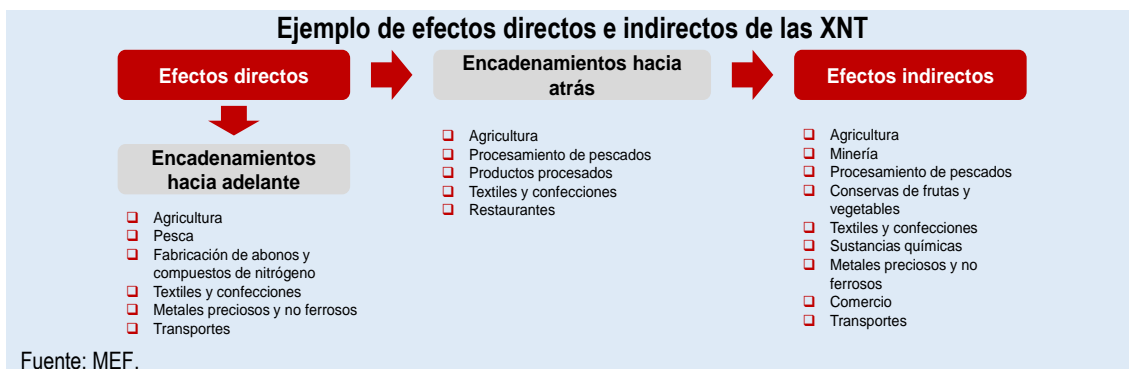 Ejemplo de efectos directos e indirectos de las XNT
Efectos directos
Encadenamientos
hacia adelante
❑ Agricultura
❑ Pesca
❑ Fabricación de abonos y
compuestos de nitrógeno
❑ Textiles y confecciones
❑ Metales preciosos y no ferrosos
❑ Transportes
Encadenamientos hacia
atrás
❑ Agricultura
❑ Procesamiento de pescados
❑ Productos procesados
❑ Textiles y confecciones
❑ Restaurantes
Efectos indirectos
❑ Agricultura
❑ Minería
❑ Procesamiento de pescados
❑ Conservas de frutas y
vegetables
❑ Textiles y confecciones
❑ Sustancias químicas
❑ Metales preciosos y no
ferrosos
❑ Comercio
❑ Transportes
Fuente: MEF.